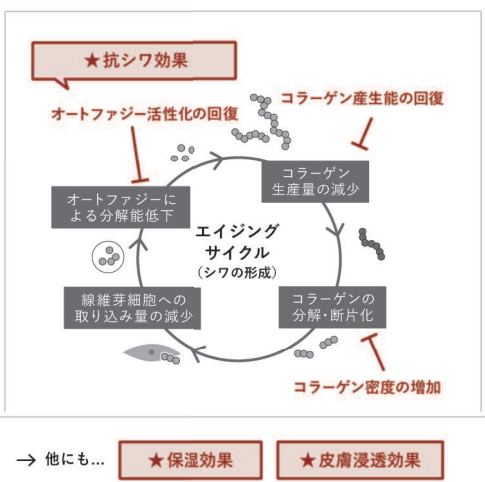 ★抗シワ効果
オートファジー活性化の回復
コラーゲン産生能の回復
コラーゲン
生産量の減少
オートファジーに
よる分解能低下
エイジング
サイクル
(シワの形成)
線維芽細胞への
取り込み量の減少
コラーゲンの
分解・断片化
コラーゲン密度の増加
→ 他にも...
★保湿効果
★皮膚浸透効果